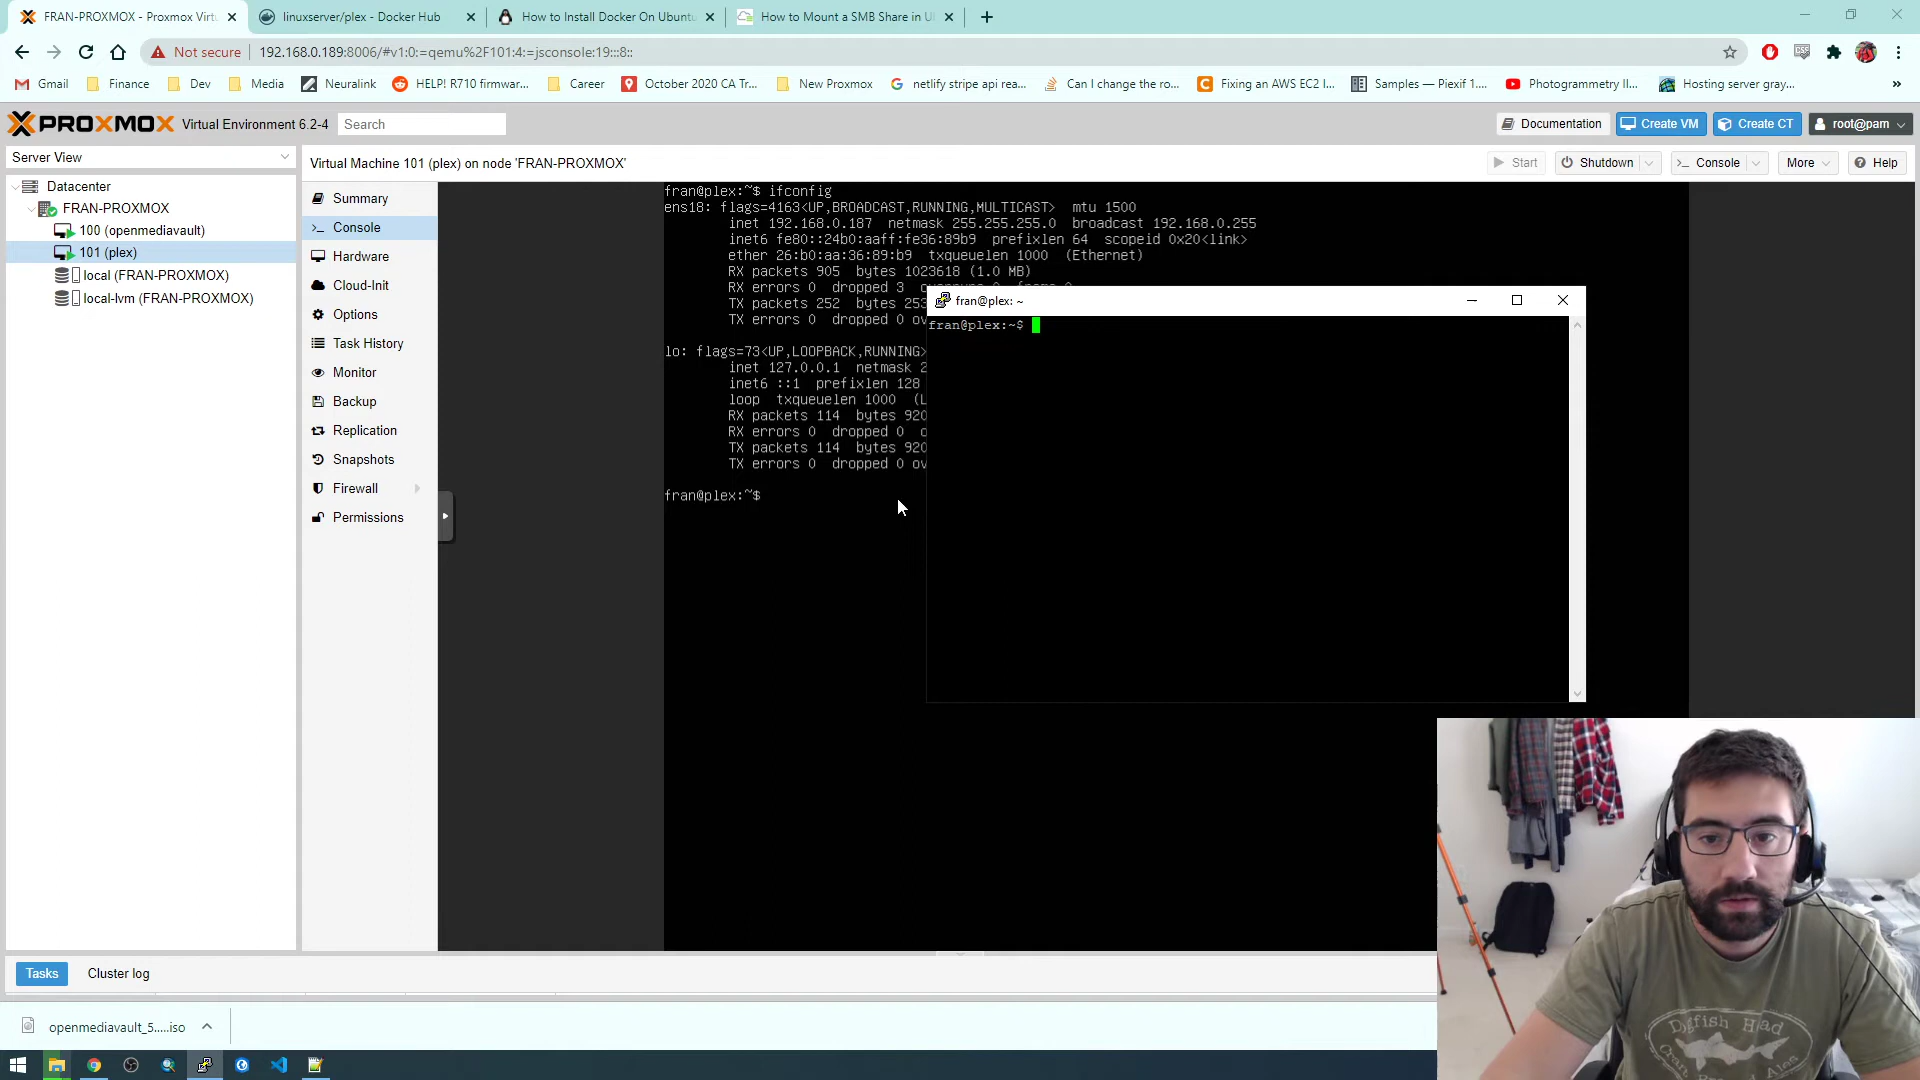 FRAN-PROXMOX - Proxmox Virtu
linuxserver/plex - Docker Hub
How to Install Docker On Ubuntu
How to Mount a SMB Share in U
Not secure
192.168.0.189:8006/#v1:0:=qemu%2F101:4:=jsconsole:19:::8::
Gmail
Finance
Dev
Media
Neuralink
HELP! R710 firmwar...
Career
October 2020 CA Tr...
New Proxmox
netlify stripe api rea...
Can I change the ro...
Fixing an AWS EC2 I...
Samples — Piexif 1....
Photogrammetry II...
Hosting server gray...
»
PROXMOX
Virtual Environment 6.2-4
Search
Documentation
Create VM
Create CT
root@pam
Server View
Virtual Machine 101 (plex) on node 'FRAN-PROXMOX'
Start
Shutdown
Console
More
Help
Datacenter
FRAN-PROXMOX
100 (openmediavault)
101 (plex)
local (FRAN-PROXMOX)
local-lvm (FRAN-PROXMOX)
Summary
Console
Hardware
Cloud-Init
Options
Task History
Monitor
Backup
Replication
Snapshots
Firewall
Permissions
fran@plex:~$ ifconfig
ens18: flags=4163<UP,BROADCAST,RUNNING,MULTICAST>  mtu 1500
inet 192.168.0.187  netmask 255.255.255.0  broadcast 192.168.0.255
inet6 fe80::24b0:aaff:fe36:89b9  prefixlen 64  scopeid 0x20<link>
ether 26:b0:aa:36:89:b9  txqueuelen 1000  (Ethernet)
RX packets 905  bytes 1023618 (1.0 MB)
RX errors 0  dropped 3
TX packets 252  bytes 253
TX errors 0  dropped 0 ov
lo: flags=73<UP,LOOPBACK,RUNNING>
inet 127.0.0.1  netmask 2
inet6 ::1  prefixlen 128
loop  txqueuelen 1000  (L
RX packets 114  bytes 920
RX errors 0  dropped 0  o
TX packets 114  bytes 920
TX errors 0  dropped 0 ov
fran@plex:~$
fran@plex: ~
fran@plex:~$
Tasks
Cluster log
openmediavault_5.....iso
Dogfish Head